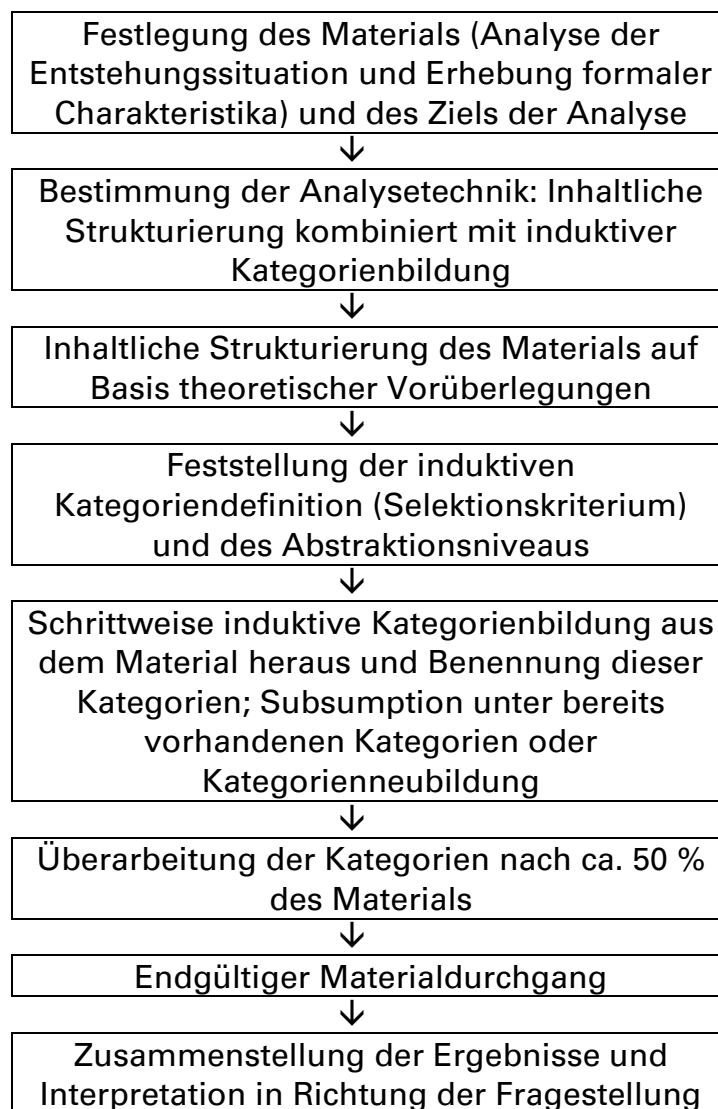 Festlegung des Materials (Analyse der
Entstehungssituation und Erhebung formaler
Charakteristika) und des Ziels der Analyse
↓
Bestimmung der Analysetechnik: Inhaltliche
Strukturierung kombiniert mit induktiver
Kategorienbildung
↓
Inhaltliche Strukturierung des Materials auf
Basis theoretischer Vorüberlegungen
↓
Feststellung der induktiven
Kategoriendefinition (Selektionskriterium)
und des Abstraktionsniveaus
↓
Schrittweise induktive Kategorienbildung aus
dem Material heraus und Benennung dieser
Kategorien; Subsumption unter bereits
vorhandenen Kategorien oder
Kategorienneubildung
↓
Überarbeitung der Kategorien nach ca. 50 %
des Materials
↓
Endgültiger Materialdurchgang
↓
Zusammenstellung der Ergebnisse und
Interpretation in Richtung der Fragestellung